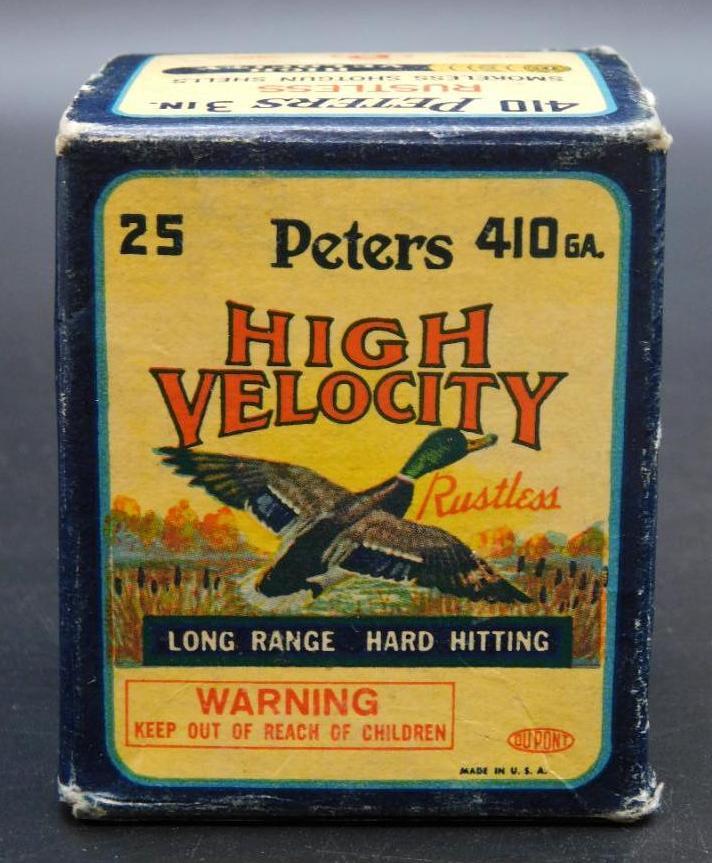 410 PETERS 3 IN.
RUSTLESS
SMOKELESS SHOTGUN SHELLS
25 Peters 410 GA.
HIGH
VELOCITY
Rustless
LONG RANGE HARD HITTING
WARNING
KEEP OUT OF REACH OF CHILDREN
DUPONT
MADE IN U. S. A.